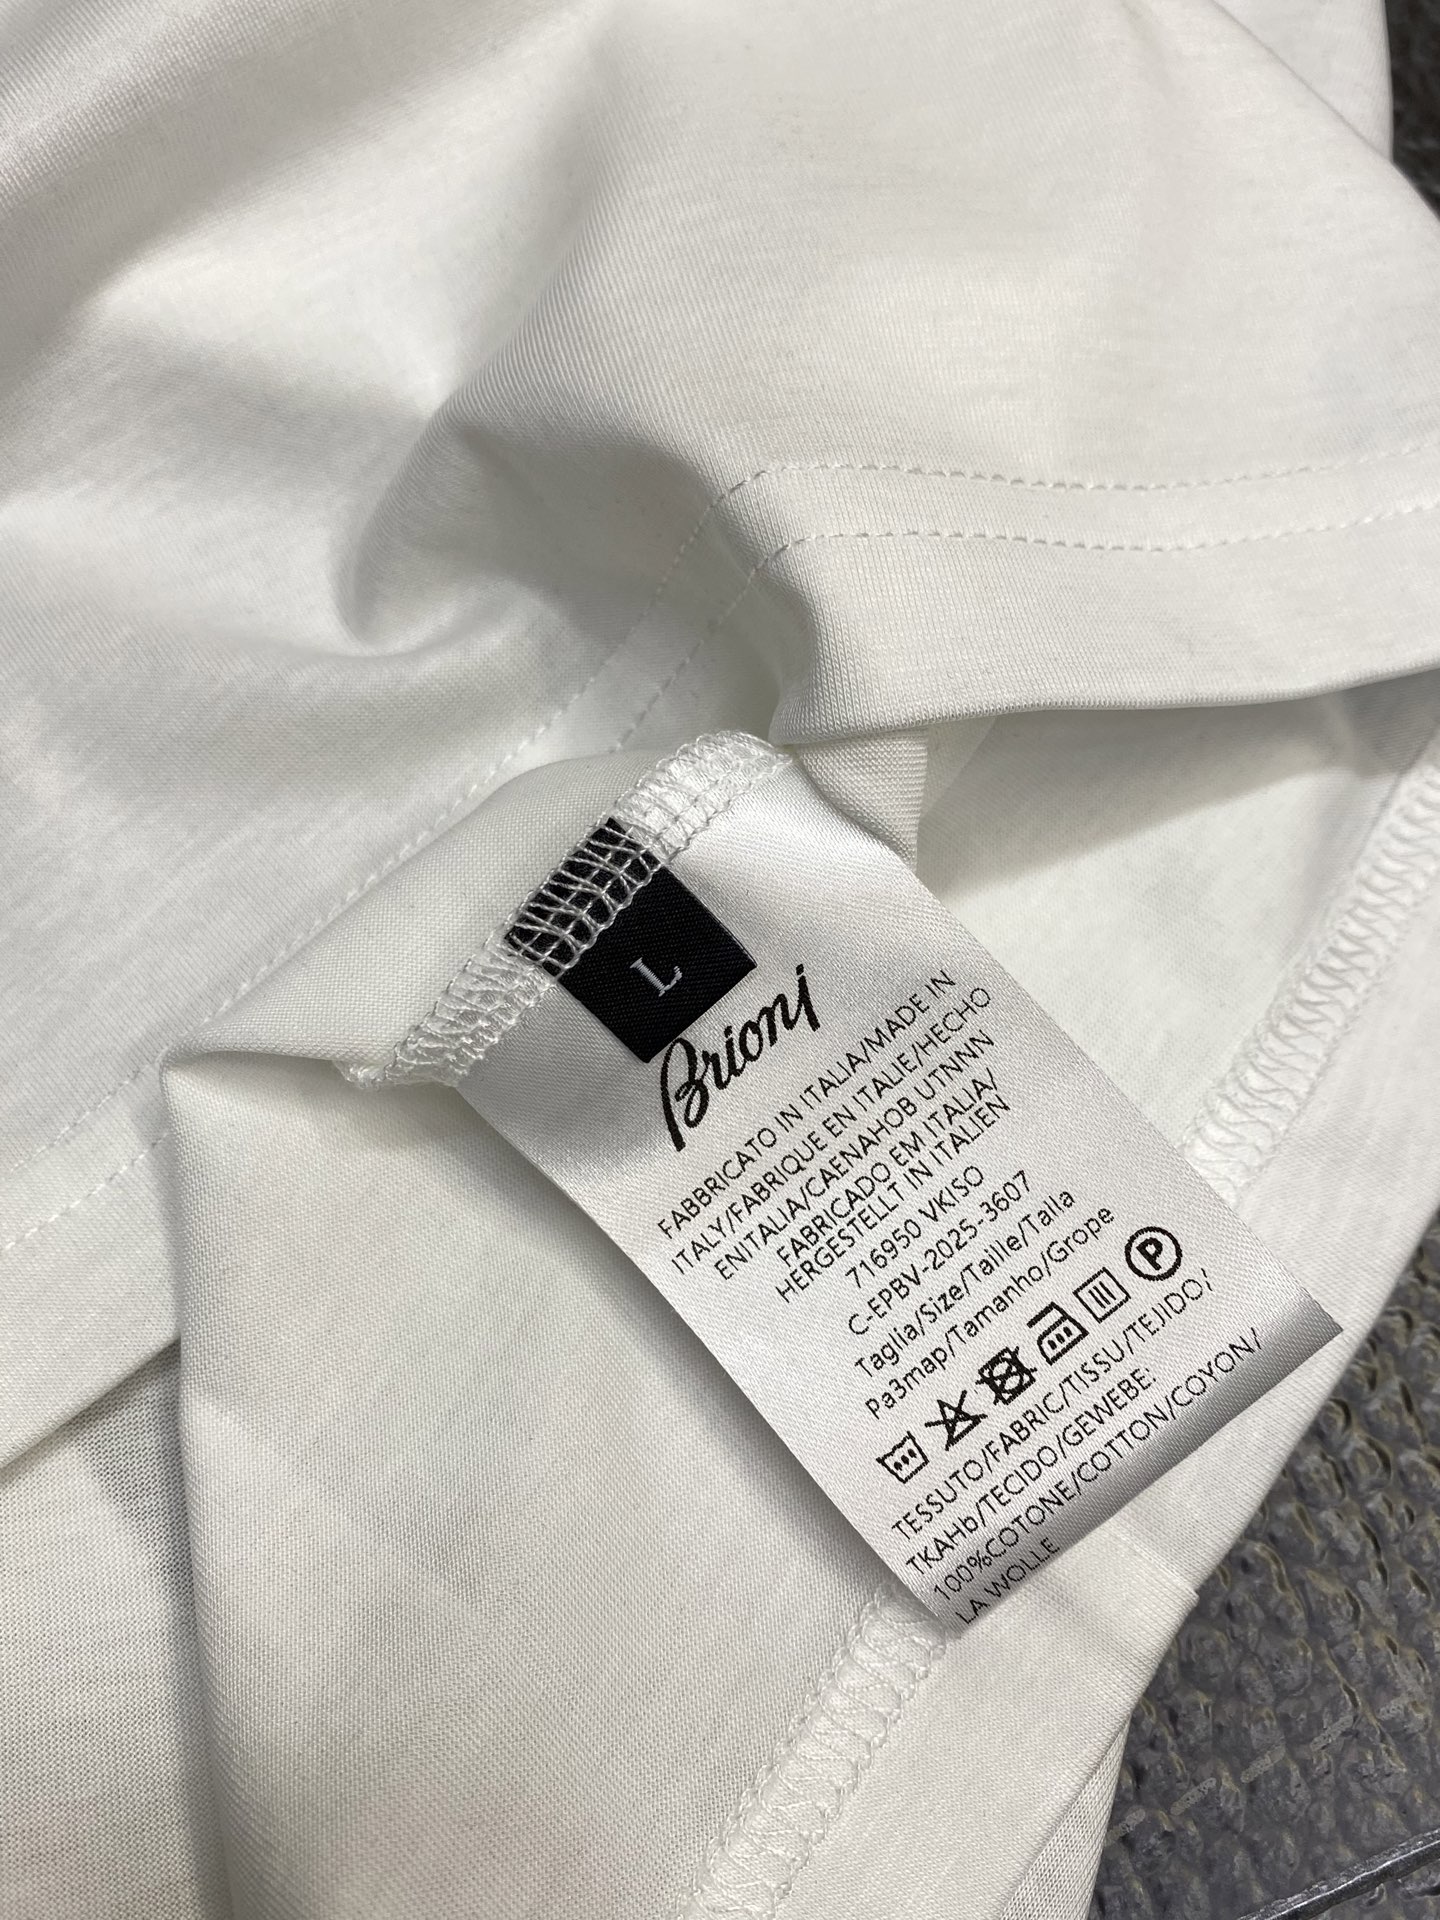 L
Brioni
FABBRICATO IN ITALIA/MADE IN
ITALY/FABRIQUE EN ITALIE/HECHO
ENITALIA/CAENAHOB UTNNN
FABRICADO EM ITALIA/
HERGESTELLT IN ITALIEN
716950 VKISO
C-EPBV-2025-3607
Taglia/Size/Taille/Talla
Pa3map/Tamanho/Grope
P
TESSUTO/FABRIC/TISSU/TEJIDO/
TKAHb/TECIDO/GEWEBE:
100%COTONE/COTTON/COYON/
LA WOLLE